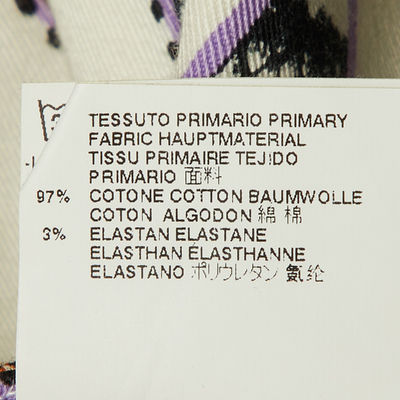 TESSUTO PRIMARIO PRIMARY
FABRIC HAUPTMATERIAL
TISSU PRIMAIRE TEJIDO
PRIMARIO 面料
97% COTONE COTTON BAUMWOLLE
COTON ALGODON 綿 棉
3% ELASTAN ELASTANE
ELASTHAN ÉLASTHANNE
ELASTANO ポリウレタン 氨纶